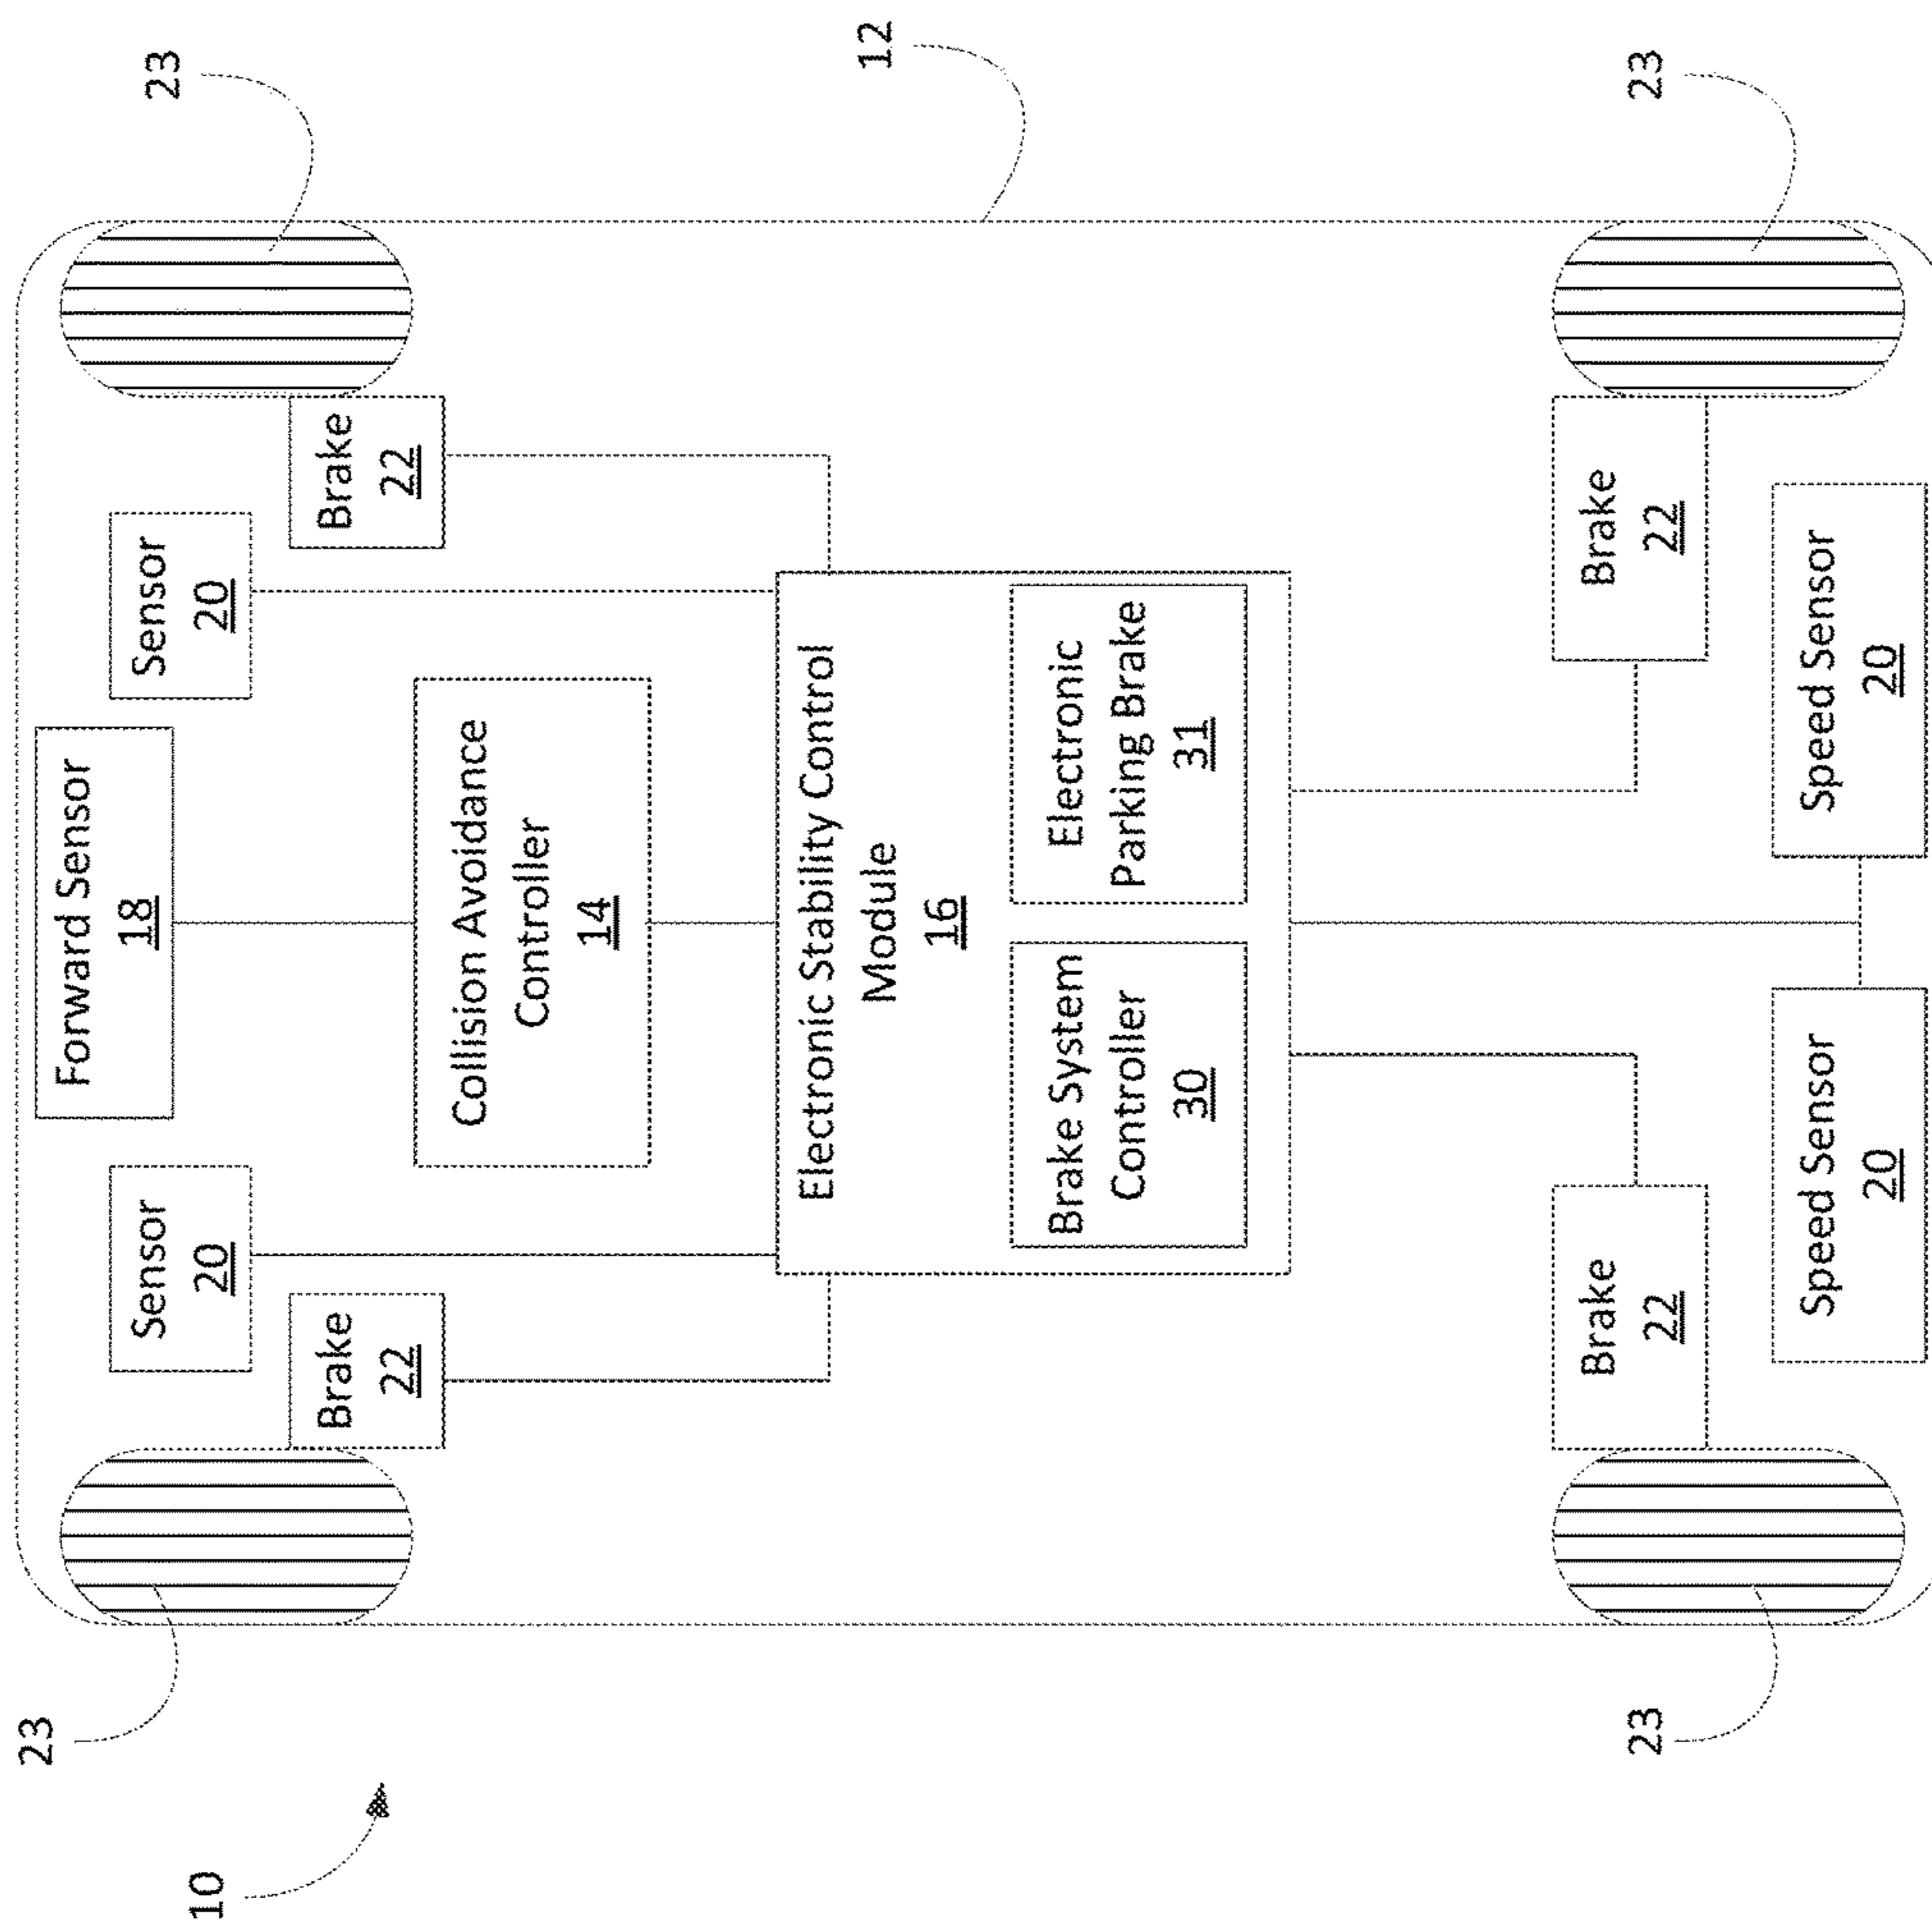 10
23
23
12
23
23
Forward Sensor
18
Sensor
20
Sensor
20
Brake
22
Brake
22
Collision Avoidance
Controller
14
Electronic Stability Control
Module
16
Brake System
Controller
30
Electronic
Parking Brake
31
Brake
22
Brake
22
Speed Sensor
20
Speed Sensor
20